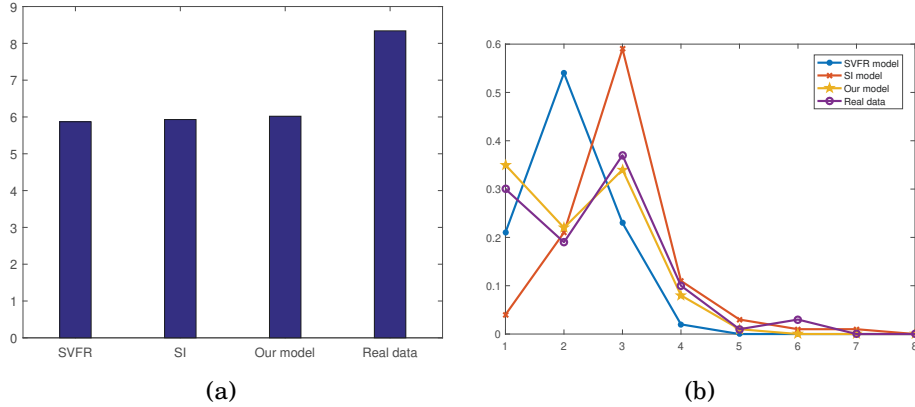 9
8
7
6
5
4
3
2
1
0
SVFR SI Our model Real data
(a)
0.6
0.5
0.4
0.3
0.2
0.1
0
1 2 3 4 5 6 7 8
SVFR model
SI model
Our model
Real data
(b)